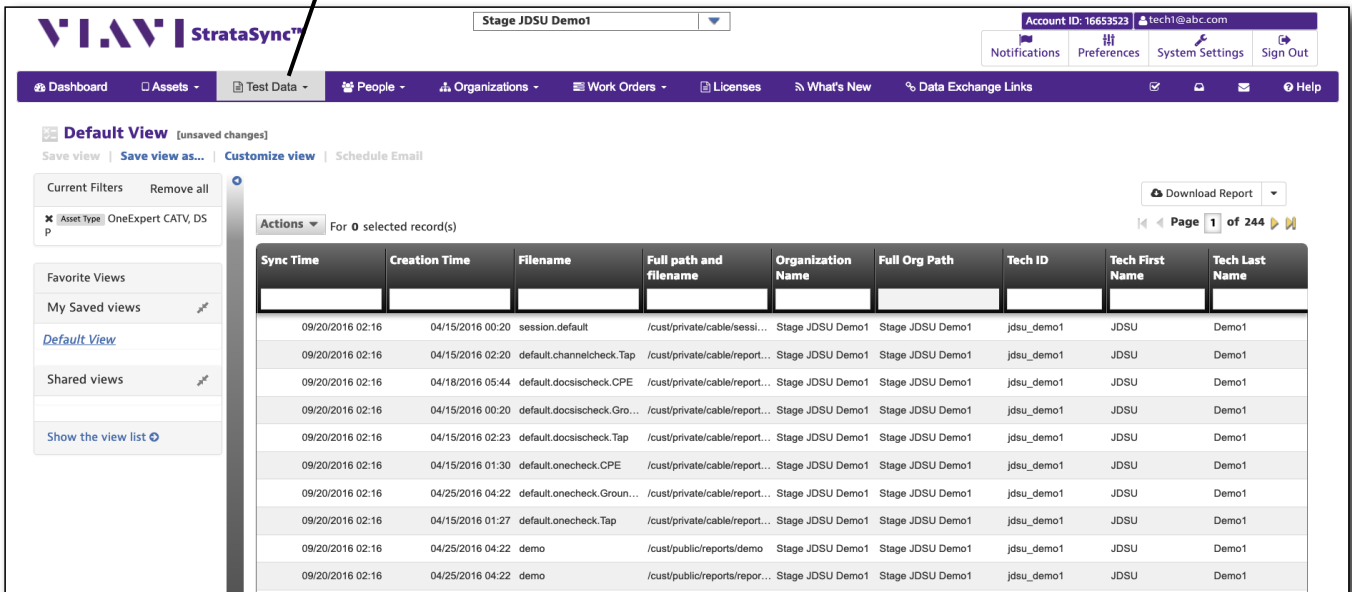 VIAVI StrataSync™
Stage JDSU Demo1
Account ID: 16653523 tech1@abc.com
Notifications Preferences System Settings Sign Out
Dashboard Assets Test Data People Organizations Work Orders Licenses What's New Data Exchange Links Help
Default View [unsaved changes]
Save view | Save view as... | Customize view | Schedule Email
Current Filters Remove all
Asset Type OneExpert CATV, DS
P
Favorite Views
My Saved views
Default View
Shared views
Show the view list
Download Report
Actions For 0 selected record(s)
Page 1 of 244
Sync Time Creation Time Filename Full path and filename Organization Name Full Org Path Tech ID Tech First Name Tech Last Name
09/20/2016 02:16 04/15/2016 00:20 session.default /cust/private/cable/sessi... Stage JDSU Demo1 Stage JDSU Demo1 jdsu_demo1 JDSU Demo1
09/20/2016 02:16 04/15/2016 02:20 default.channelcheck.Tap /cust/private/cable/report... Stage JDSU Demo1 Stage JDSU Demo1 jdsu_demo1 JDSU Demo1
09/20/2016 02:16 04/18/2016 05:44 default.docsischeck.CPE /cust/private/cable/report... Stage JDSU Demo1 Stage JDSU Demo1 jdsu_demo1 JDSU Demo1
09/20/2016 02:16 04/15/2016 00:20 default.docsischeck.Gro... /cust/private/cable/report... Stage JDSU Demo1 Stage JDSU Demo1 jdsu_demo1 JDSU Demo1
09/20/2016 02:16 04/15/2016 02:23 default.docsischeck.Tap /cust/private/cable/report... Stage JDSU Demo1 Stage JDSU Demo1 jdsu_demo1 JDSU Demo1
09/20/2016 02:16 04/15/2016 01:30 default.onecheck.CPE /cust/private/cable/report... Stage JDSU Demo1 Stage JDSU Demo1 jdsu_demo1 JDSU Demo1
09/20/2016 02:16 04/25/2016 04:22 default.onecheck.Groun... /cust/private/cable/report... Stage JDSU Demo1 Stage JDSU Demo1 jdsu_demo1 JDSU Demo1
09/20/2016 02:16 04/15/2016 01:27 default.onecheck.Tap /cust/private/cable/report... Stage JDSU Demo1 Stage JDSU Demo1 jdsu_demo1 JDSU Demo1
09/20/2016 02:16 04/25/2016 04:22 demo /cust/public/reports/demo Stage JDSU Demo1 Stage JDSU Demo1 jdsu_demo1 JDSU Demo1
09/20/2016 02:16 04/25/2016 04:22 demo /cust/public/reports/repor... Stage JDSU Demo1 Stage JDSU Demo1 jdsu_demo1 JDSU Demo1